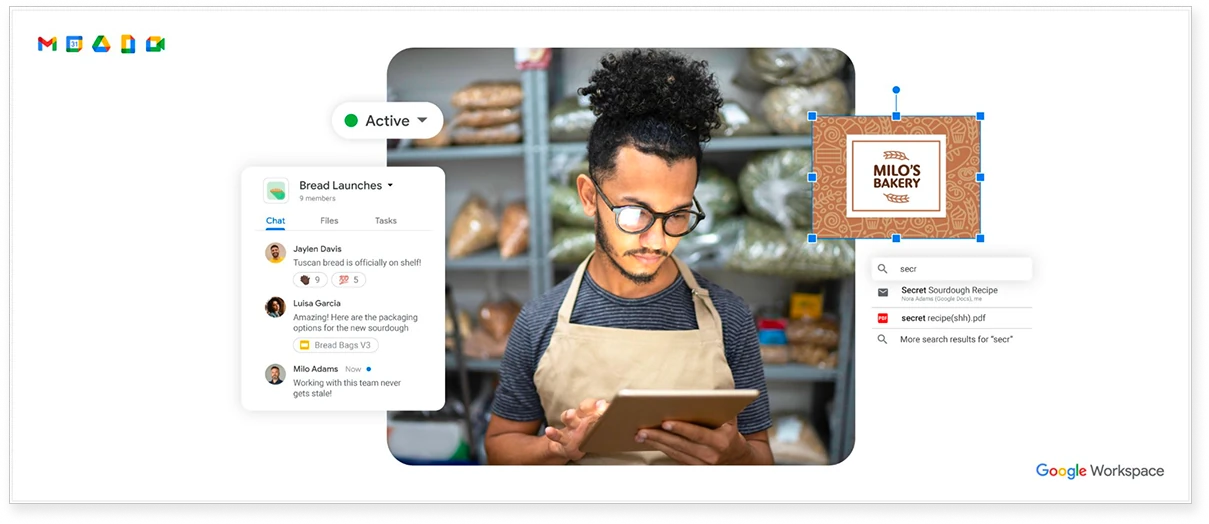 31
Active
Bread Launches
9 members
Chat Files Tasks
Jaylen Davis
Tuscan bread is officially on shelf!
9 5
Luisa Garcia
Amazing! Here are the packaging
options for the new sourdough
Bread Bags V3
Milo Adams Now
Working with this team never
gets stale!
MILO'S
BAKERY
secr
Secret Sourdough Recipe
Nora Adams (Google Docs), me
PDF
secret recipe(shh).pdf
More search results for "secr"
Google Workspace